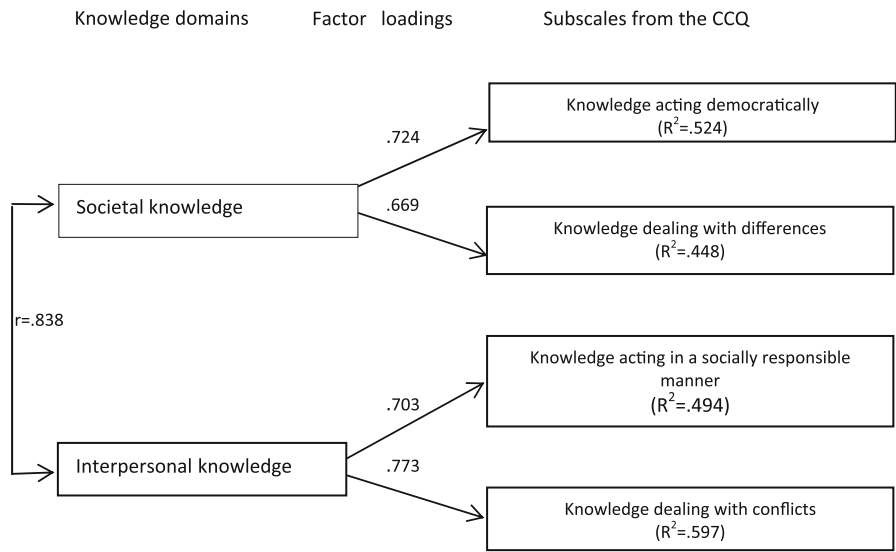 Knowledge domains
Factor loadings
Subscales from the CCQ
Knowledge acting democratically
(R²=.524)
.724
Societal knowledge
.669
Knowledge dealing with differences
(R²=.448)
r=.838
Knowledge acting in a socially responsible
manner
(R²=.494)
.703
Interpersonal knowledge
.773
Knowledge dealing with conflicts
(R²=.597)